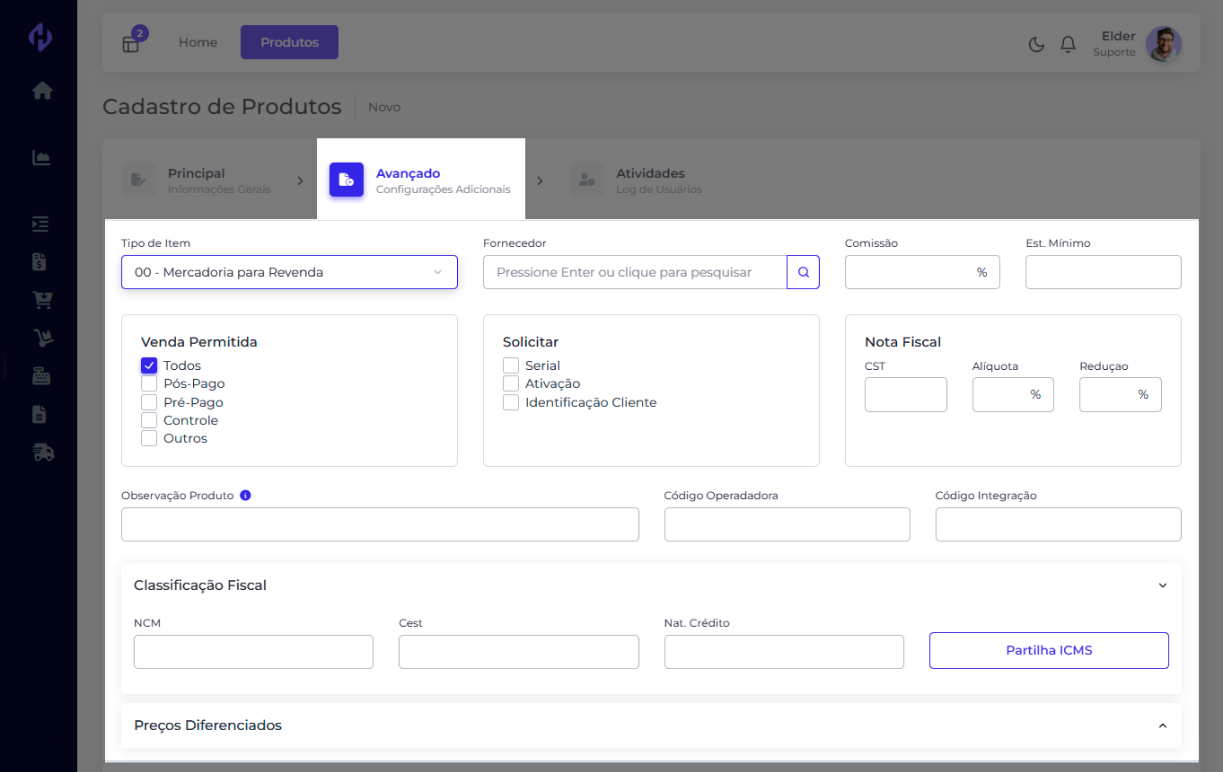 2
Home
Produtos
Elder
Suporte
Cadastro de Produtos
Novo
Principal
Informações Gerais
Avançado
Configurações Adicionais
Atividades
Log de Usuários
Tipo de Item
Fornecedor
Comissão
Est. Mínimo
00 - Mercadoria para Revenda
Pressione Enter ou clique para pesquisar
%
Venda Permitida
Todos
Pós-Pago
Pré-Pago
Controle
Outros
Solicitar
Serial
Ativação
Identificação Cliente
Nota Fiscal
CST
Alíquota
Reduçao
%
%
Observação Produto
Código Operadadora
Código Integração
Classificação Fiscal
NCM
Cest
Nat. Crédito
Partilha ICMS
Preços Diferenciados